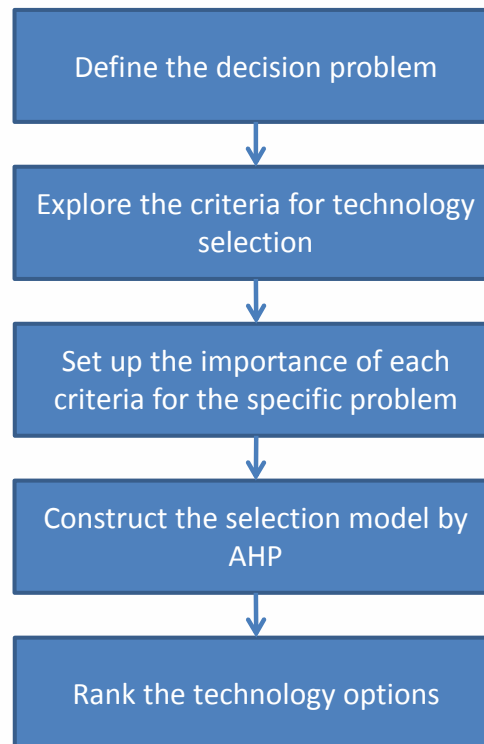 Define the decision problem
Explore the criteria for technology
selection
Set up the importance of each
criteria for the specific problem
Construct the selection model by
AHP
Rank the technology options